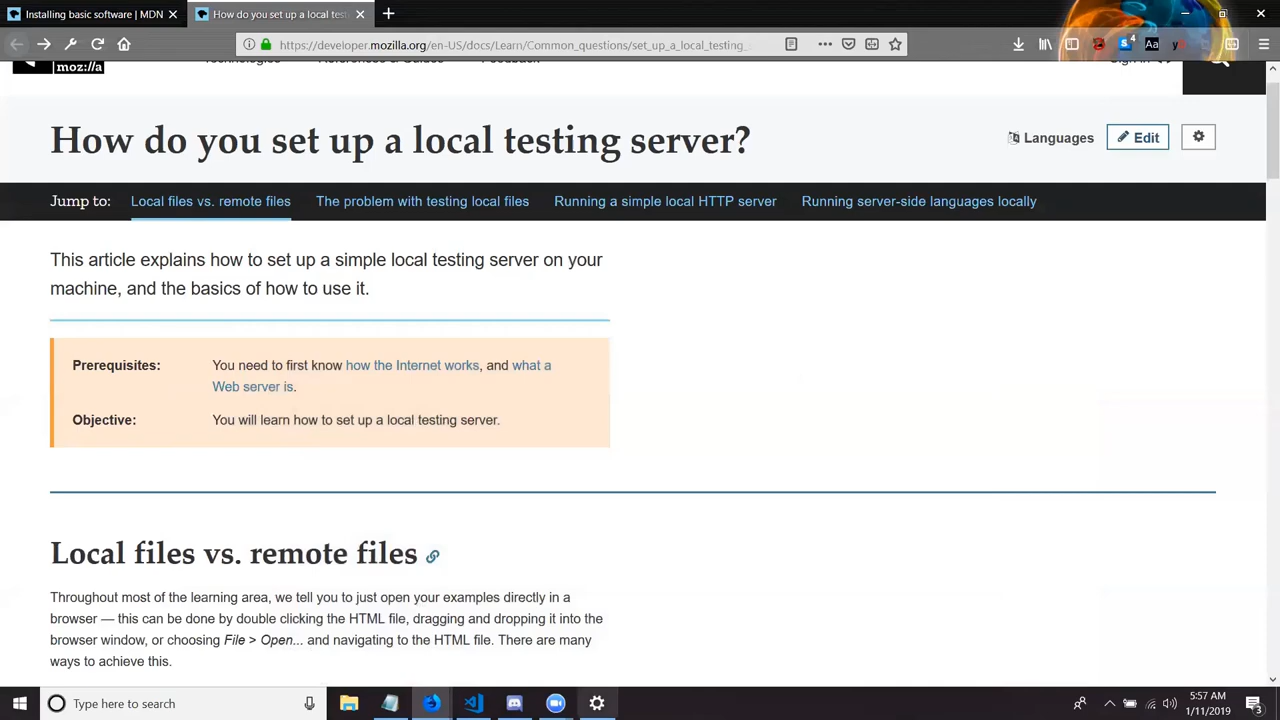 Installing basic software | MDN
How do you set up a local test
https://developer.mozilla.org/en-US/docs/Learn/Common_questions/set_up_a_local_testing_
4
Aa
moz://a
Technologies
References & Guides
Feedback
Sign in
How do you set up a local testing server?
Languages
Edit
Jump to:
Local files vs. remote files
The problem with testing local files
Running a simple local HTTP server
Running server-side languages locally
This article explains how to set up a simple local testing server on your
machine, and the basics of how to use it.
Prerequisites:
You need to first know how the Internet works, and what a
Web server is.
Objective:
You will learn how to set up a local testing server.
Local files vs. remote files
Throughout most of the learning area, we tell you to just open your examples directly in a
browser — this can be done by double clicking the HTML file, dragging and dropping it into the
browser window, or choosing File > Open... and navigating to the HTML file. There are many
ways to achieve this.
Type here to search
5:57 AM
1/11/2019
3